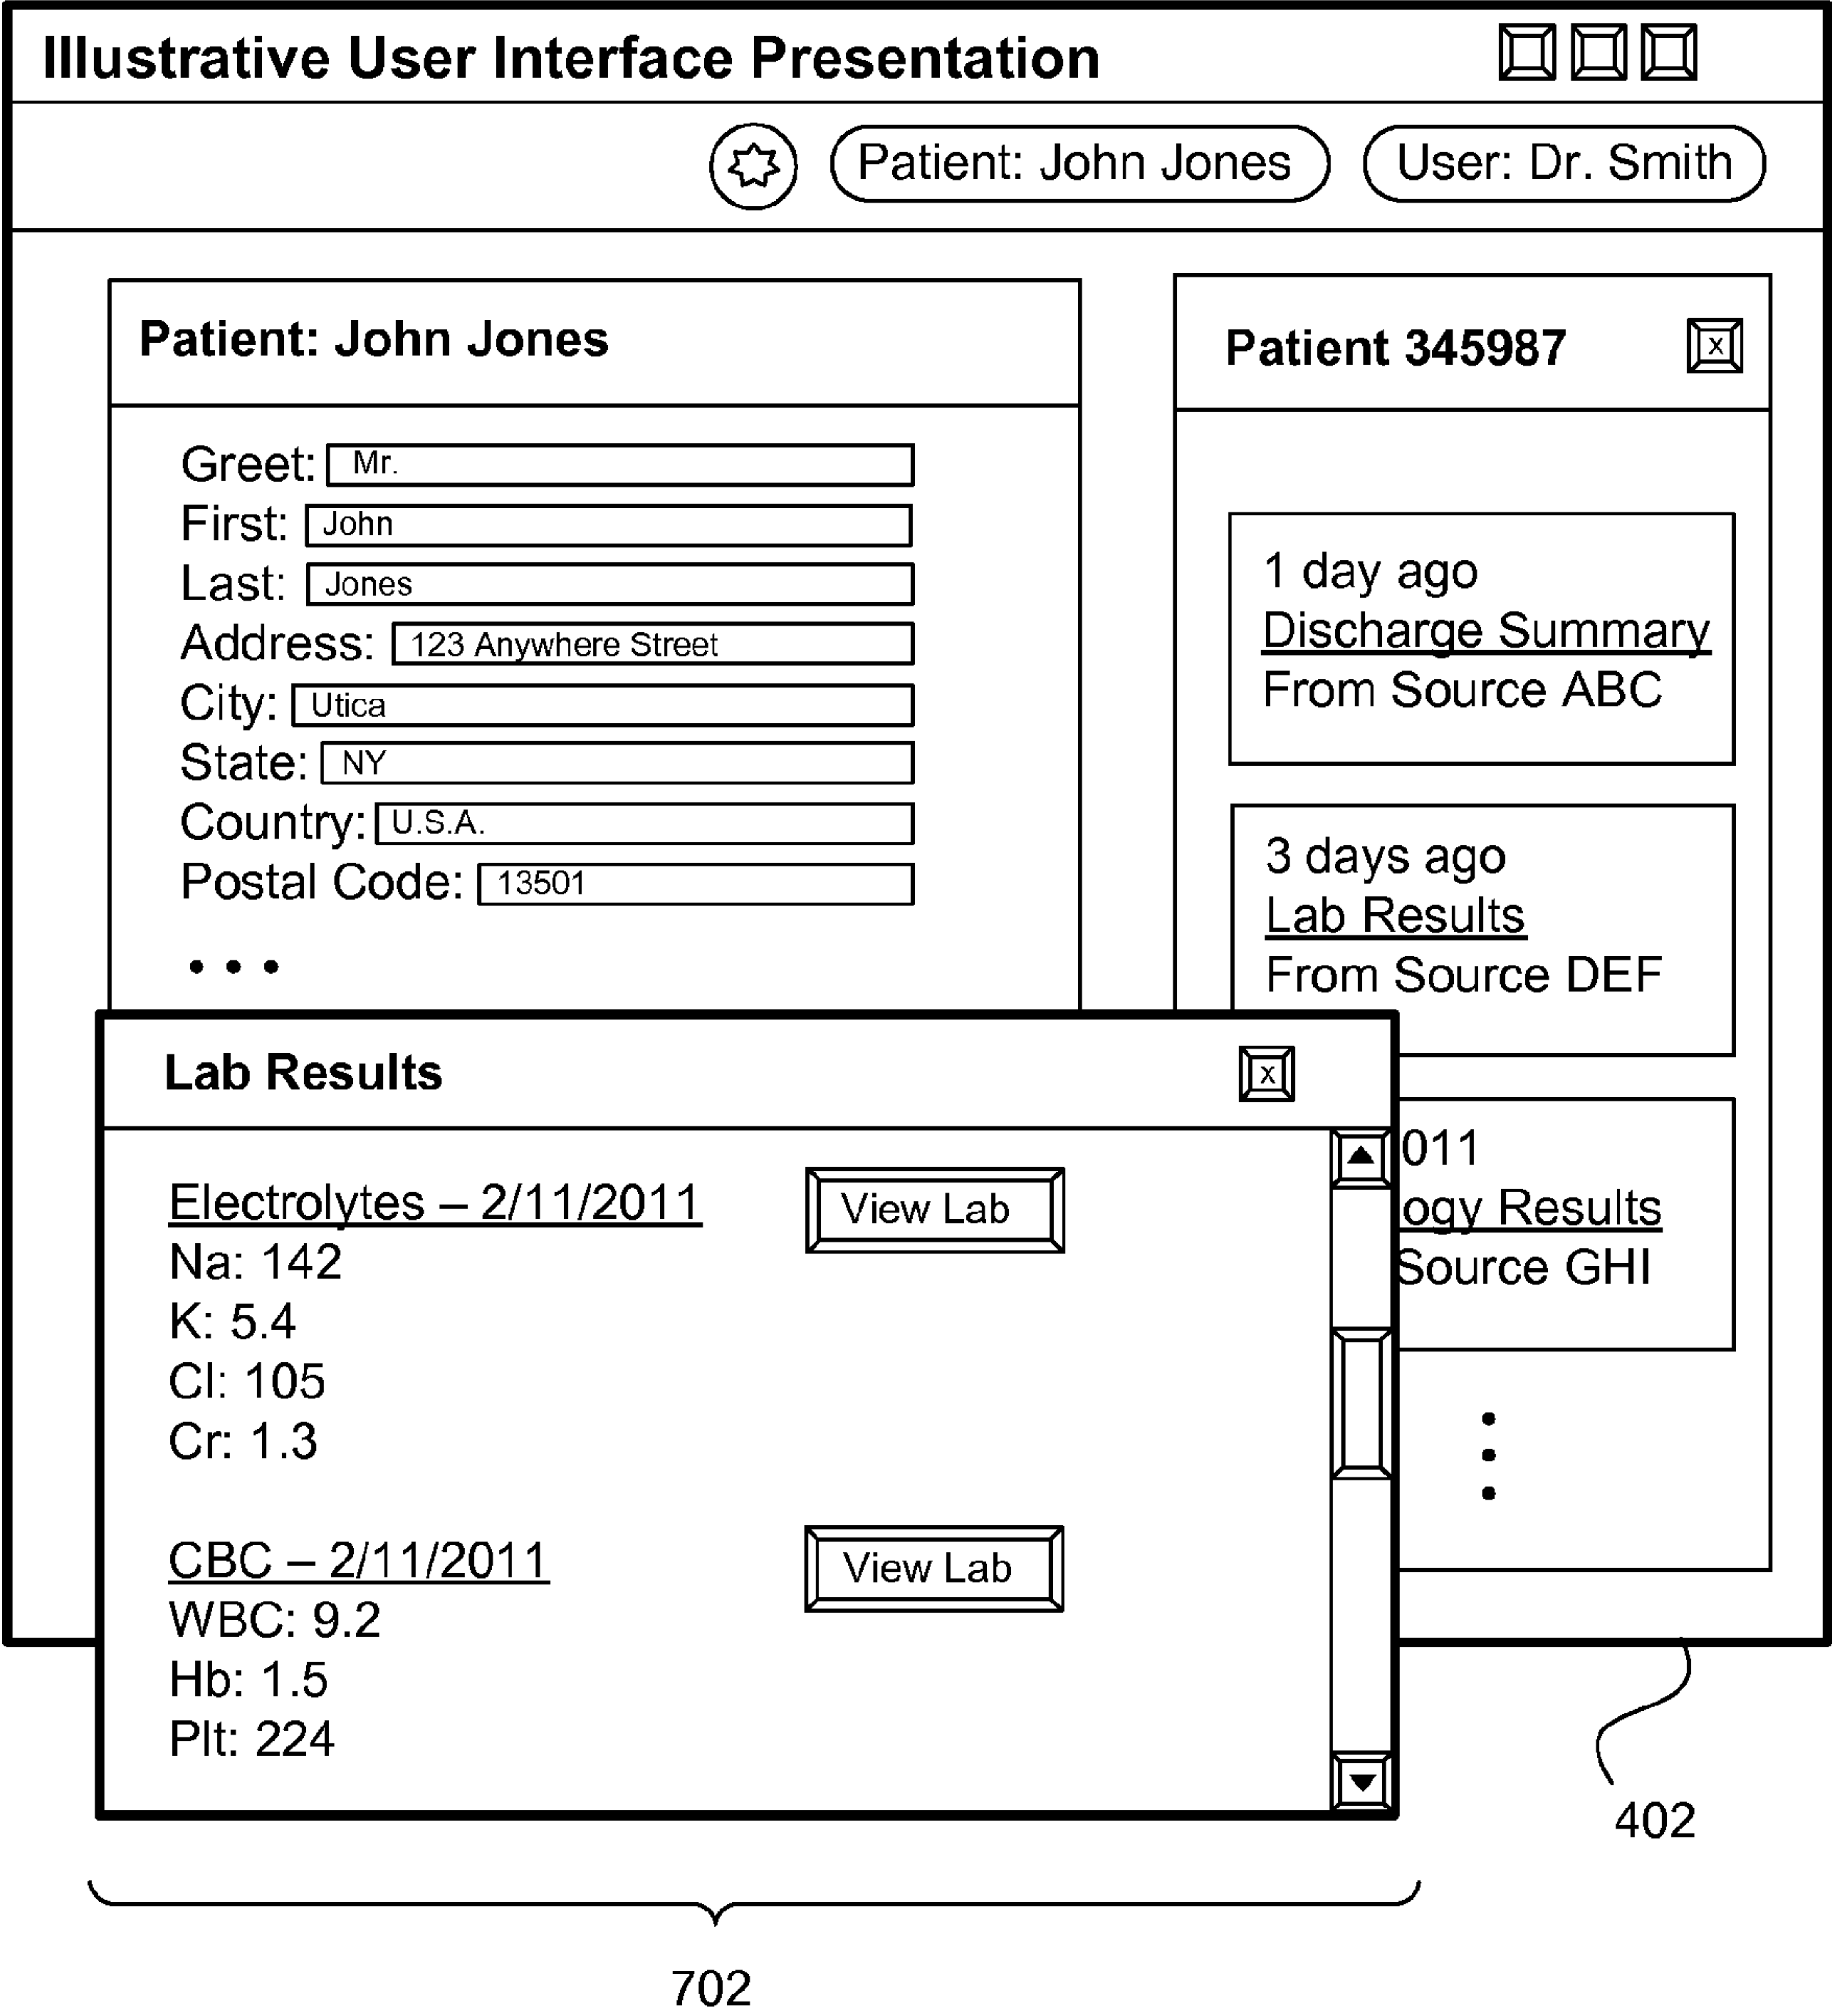 Illustrative User Interface Presentation
Patient: John Jones
User: Dr. Smith
Patient: John Jones
Greet: Mr.
First: John
Last: Jones
Address: 123 Anywhere Street
City: Utica
State: NY
Country: U.S.A.
Postal Code: 13501
• • •
Patient 345987
x
1 day ago
Discharge Summary
From Source ABC
3 days ago
Lab Results
From Source DEF
011
ogy Results
Source GHI
Lab Results
x
Electrolytes – 2/11/2011
View Lab
Na: 142
K: 5.4
Cl: 105
Cr: 1.3
CBC – 2/11/2011
View Lab
WBC: 9.2
Hb: 1.5
Plt: 224
402
702